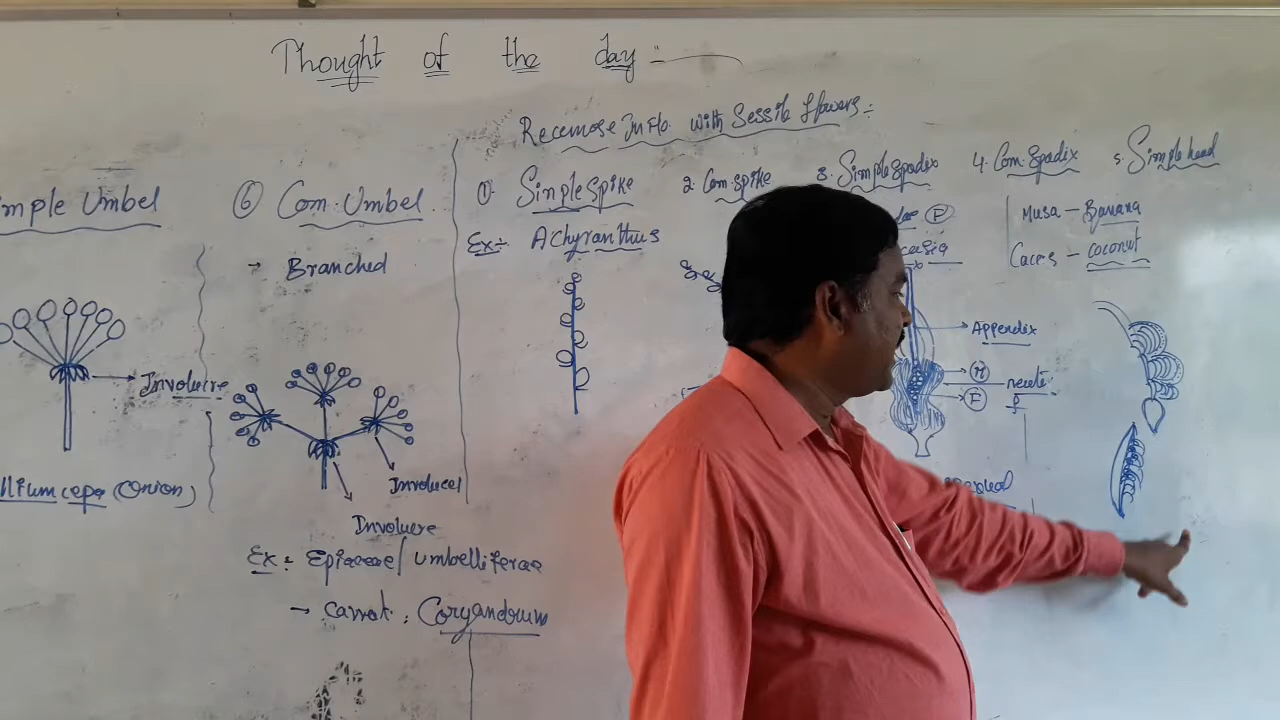 Thought of the day :-
Racemose Inflo. with Sessile flowers :-
mple Umbel
Involucre
llium cepa (Onion)
⑥ Com. Umbel
→ Branched
Involucel
Involucre
Ex :- Epiaceae / Umbelliferae
→ Carrot, Coryandrum
① Simple Spike
Ex :- Achyranthus
2. Com. spike
3. Simple Spadix
Appendix
M
F
4. Com. Spadix
Musa - Banana
Cocos - coconut
5. Simple head